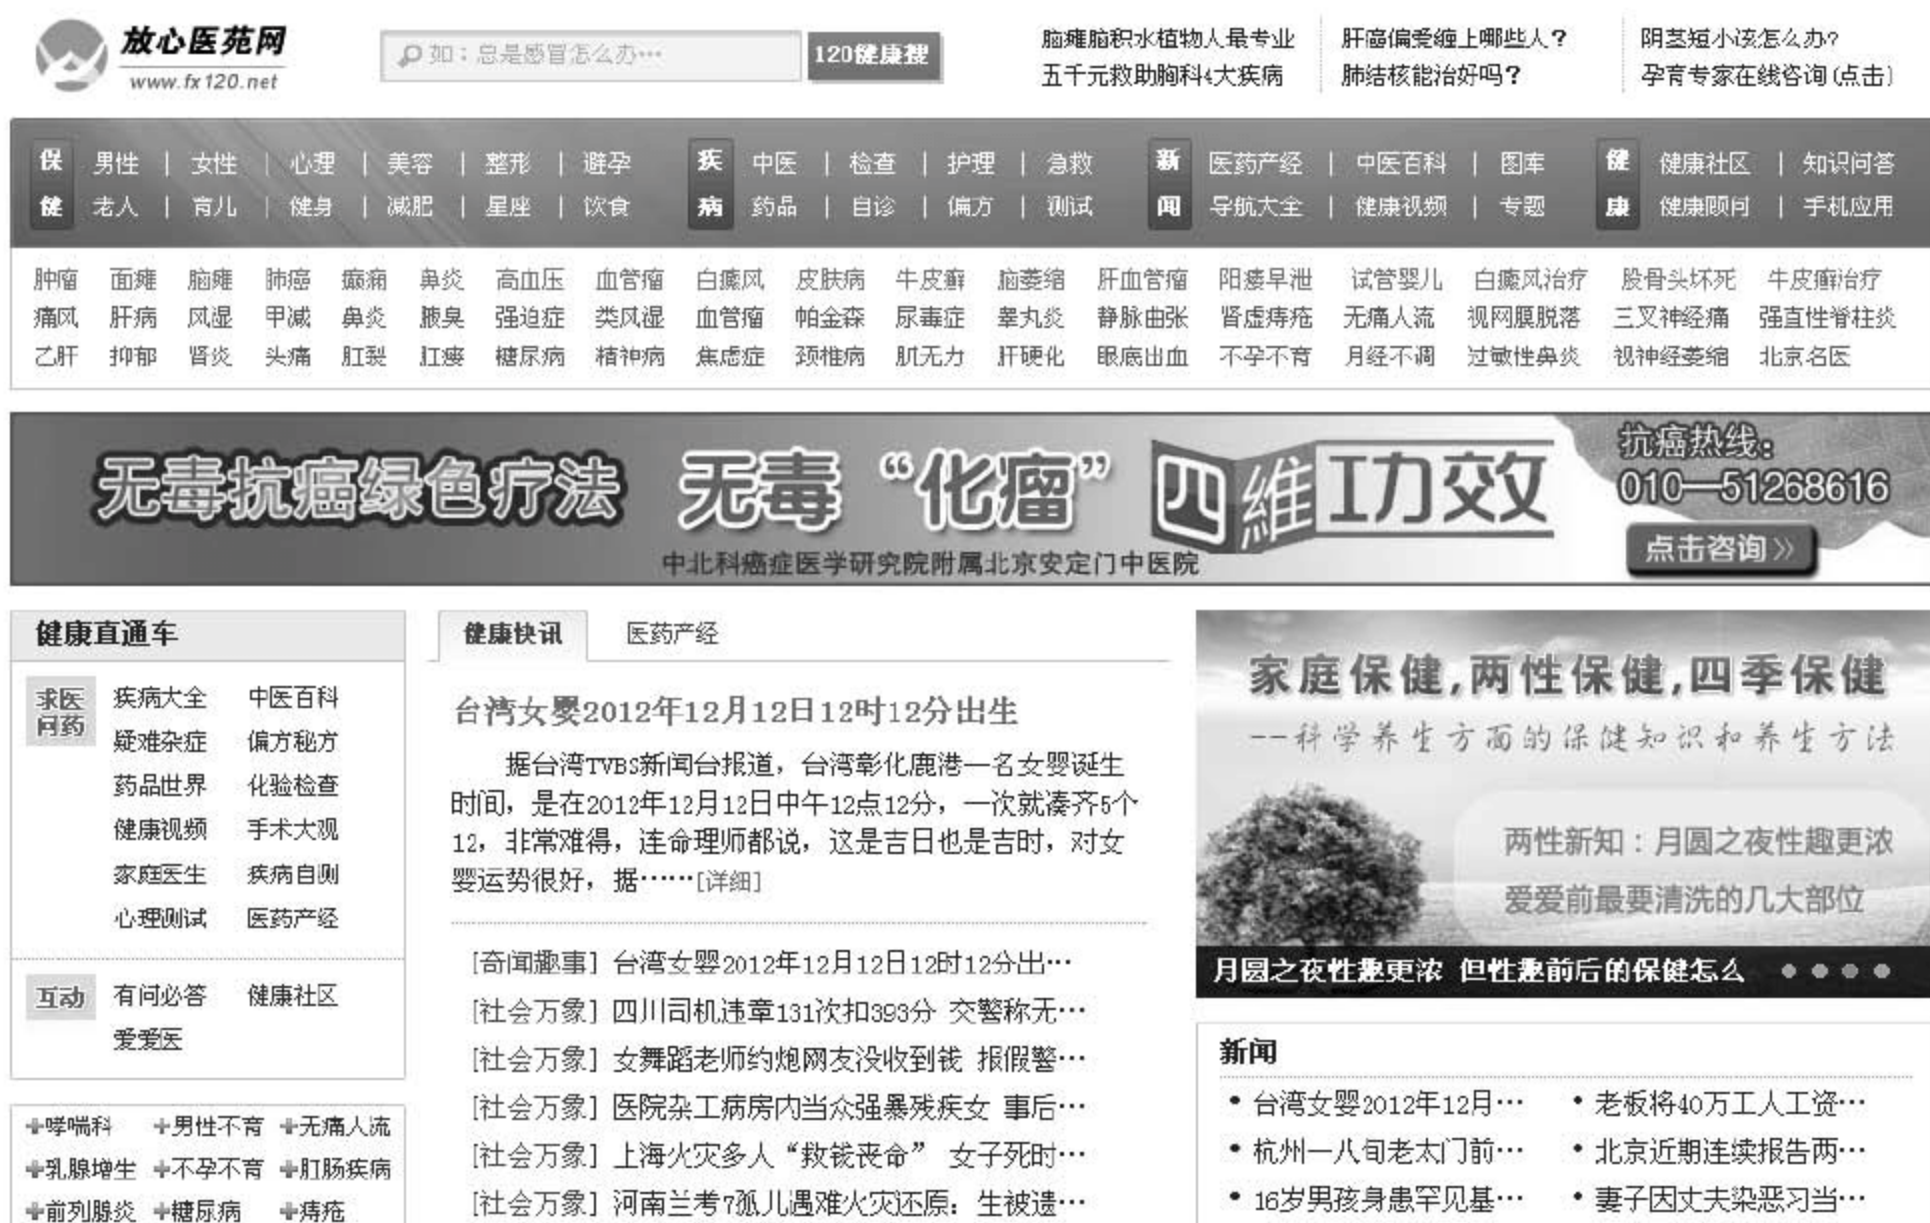 放心医苑网
www.fx120.net
如：总是感冒怎么办…
120健康搜
脑瘫脑积水植物人最专业
五千元救助胸科4大疾病
肝癌偏爱缠上哪些人？
肺结核能治好吗？
阴茎短小该怎么办?
孕育专家在线咨询(点击)
保健
男性 | 女性 | 心理 | 美容 | 整形 | 避孕
老人 | 育儿 | 健身 | 减肥 | 星座 | 饮食
疾病
中医 | 检查 | 护理 | 急救
药品 | 自诊 | 偏方 | 测试
新闻
医药产经 | 中医百科 | 图库
导航大全 | 健康视频 | 专题
健康
健康社区 | 知识问答
健康顾问 | 手机应用
肿瘤 面瘫 脑瘫 肺癌 癫痫 鼻炎 高血压 血管瘤 白癜风 皮肤病 牛皮癣 脑萎缩 肝血管瘤 阳痿早泄 试管婴儿 白癜风治疗 股骨头坏死 牛皮癣治疗
痛风 肝病 风湿 甲减 鼻炎 腋臭 强迫症 类风湿 血管瘤 帕金森 尿毒症 睾丸炎 静脉曲张 肾虚痔疮 无痛人流 视网膜脱落 三叉神经痛 强直性脊柱炎
乙肝 抑郁 肾炎 头痛 肛裂 肛瘘 糖尿病 精神病 焦虑症 颈椎病 肌无力 肝硬化 眼底出血 不孕不育 月经不调 过敏性鼻炎 视神经萎缩 北京名医
无毒抗癌绿色疗法 无毒“化瘤” 四維功效
中北科癌症医学研究院附属北京安定门中医院
抗癌热线：
010—51268616
点击咨询》
健康直通车
求医问药
疾病大全 中医百科
疑难杂症 偏方秘方
药品世界 化验检查
健康视频 手术大观
家庭医生 疾病自测
心理测试 医药产经
互动
有问必答 健康社区
爱爱医
哮喘科 男性不育 无痛人流
乳腺增生 不孕不育 肛肠疾病
前列腺炎 糖尿病 痔疮
健康快讯 医药产经
台湾女婴2012年12月12日12时12分出生
据台湾TVBS新闻台报道，台湾彰化鹿港一名女婴诞生
时间，是在2012年12月12日中午12点12分，一次就凑齐5个
12，非常难得，连命理师都说，这是吉日也是吉时，对女
婴运势很好，据……[详细]
[奇闻趣事] 台湾女婴2012年12月12日12时12分出…
[社会万象] 四川司机违章131次扣393分 交警称无…
[社会万象] 女舞蹈老师约炮网友没收到钱 报假警…
[社会万象] 医院杂工病房内当众强暴残疾女 事后…
[社会万象] 上海火灾多人“救钱丧命” 女子死时…
[社会万象] 河南兰考7孤儿遇难火灾还原：生被遗…
家庭保健,两性保健,四季保健
--科学养生方面的保健知识和养生方法
两性新知：月圆之夜性趣更浓
爱爱前最要清洗的几大部位
月圆之夜性趣更浓 但性趣前后的保健怎么
新闻
• 台湾女婴2012年12月… • 老板将40万工人工资…
• 杭州一八旬老太门前… • 北京近期连续报告两…
• 16岁男孩身患罕见基… • 妻子因丈夫染恶习当…